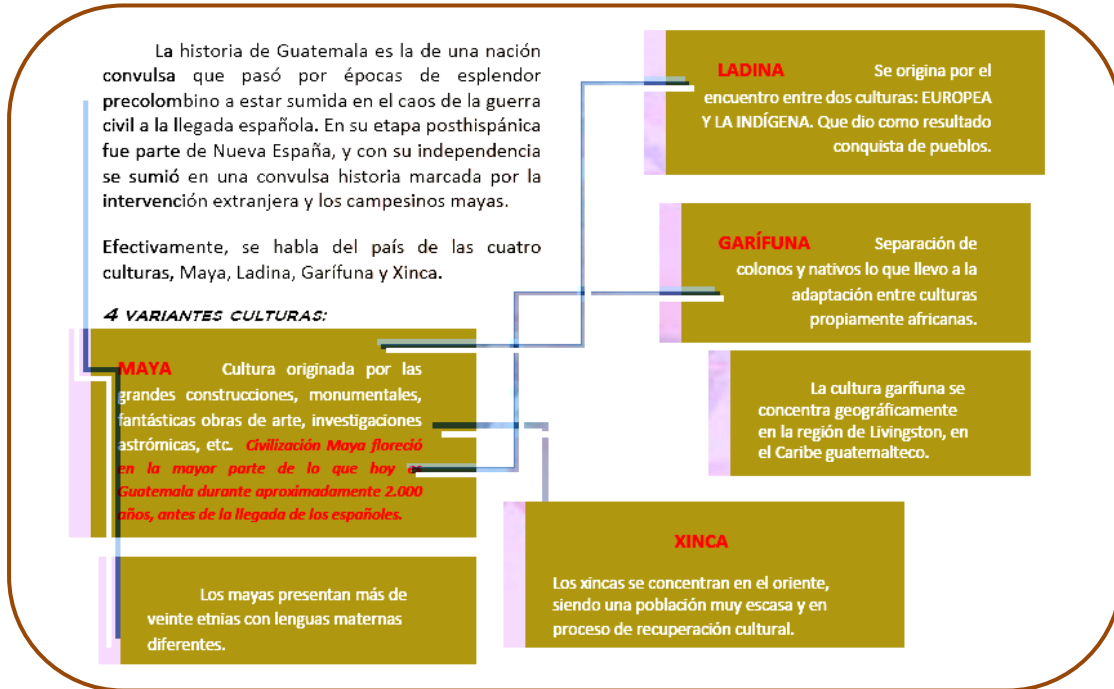 La historia de Guatemala es la de una nación
convulsa que pasó por épocas de esplendor
precolombino a estar sumida en el caos de la guerra
civil a la llegada española. En su etapa posthispánica
fue parte de Nueva España, y con su independencia
se sumió en una convulsa historia marcada por la
intervención extranjera y los campesinos mayas.
Efectivamente, se habla del país de las cuatro
culturas, Maya, Ladina, Garífuna y Xinca.
4 VARIANTES CULTURAS:
MAYA Cultura originada por las
grandes construcciones, monumentales,
fantásticas obras de arte, investigaciones
astrómicas, etc. Civilización Maya floreció
en la mayor parte de lo que hoy es
Guatemala durante aproximadamente 2.000
años, antes de la llegada de los españoles.
Los mayas presentan más de
veinte etnias con lenguas maternas
diferentes.
LADINA Se origina por el
encuentro entre dos culturas: EUROPEA
Y LA INDÍGENA. Que dio como resultado
conquista de pueblos.
GARÍFUNA Separación de
colonos y nativos lo que llevo a la
adaptación entre culturas
propiamente africanas.
La cultura garífuna se
concentra geográficamente
en la región de Livingston, en
el Caribe guatemalteco.
XINCA
Los xincas se concentran en el oriente,
siendo una población muy escasa y en
proceso de recuperación cultural.